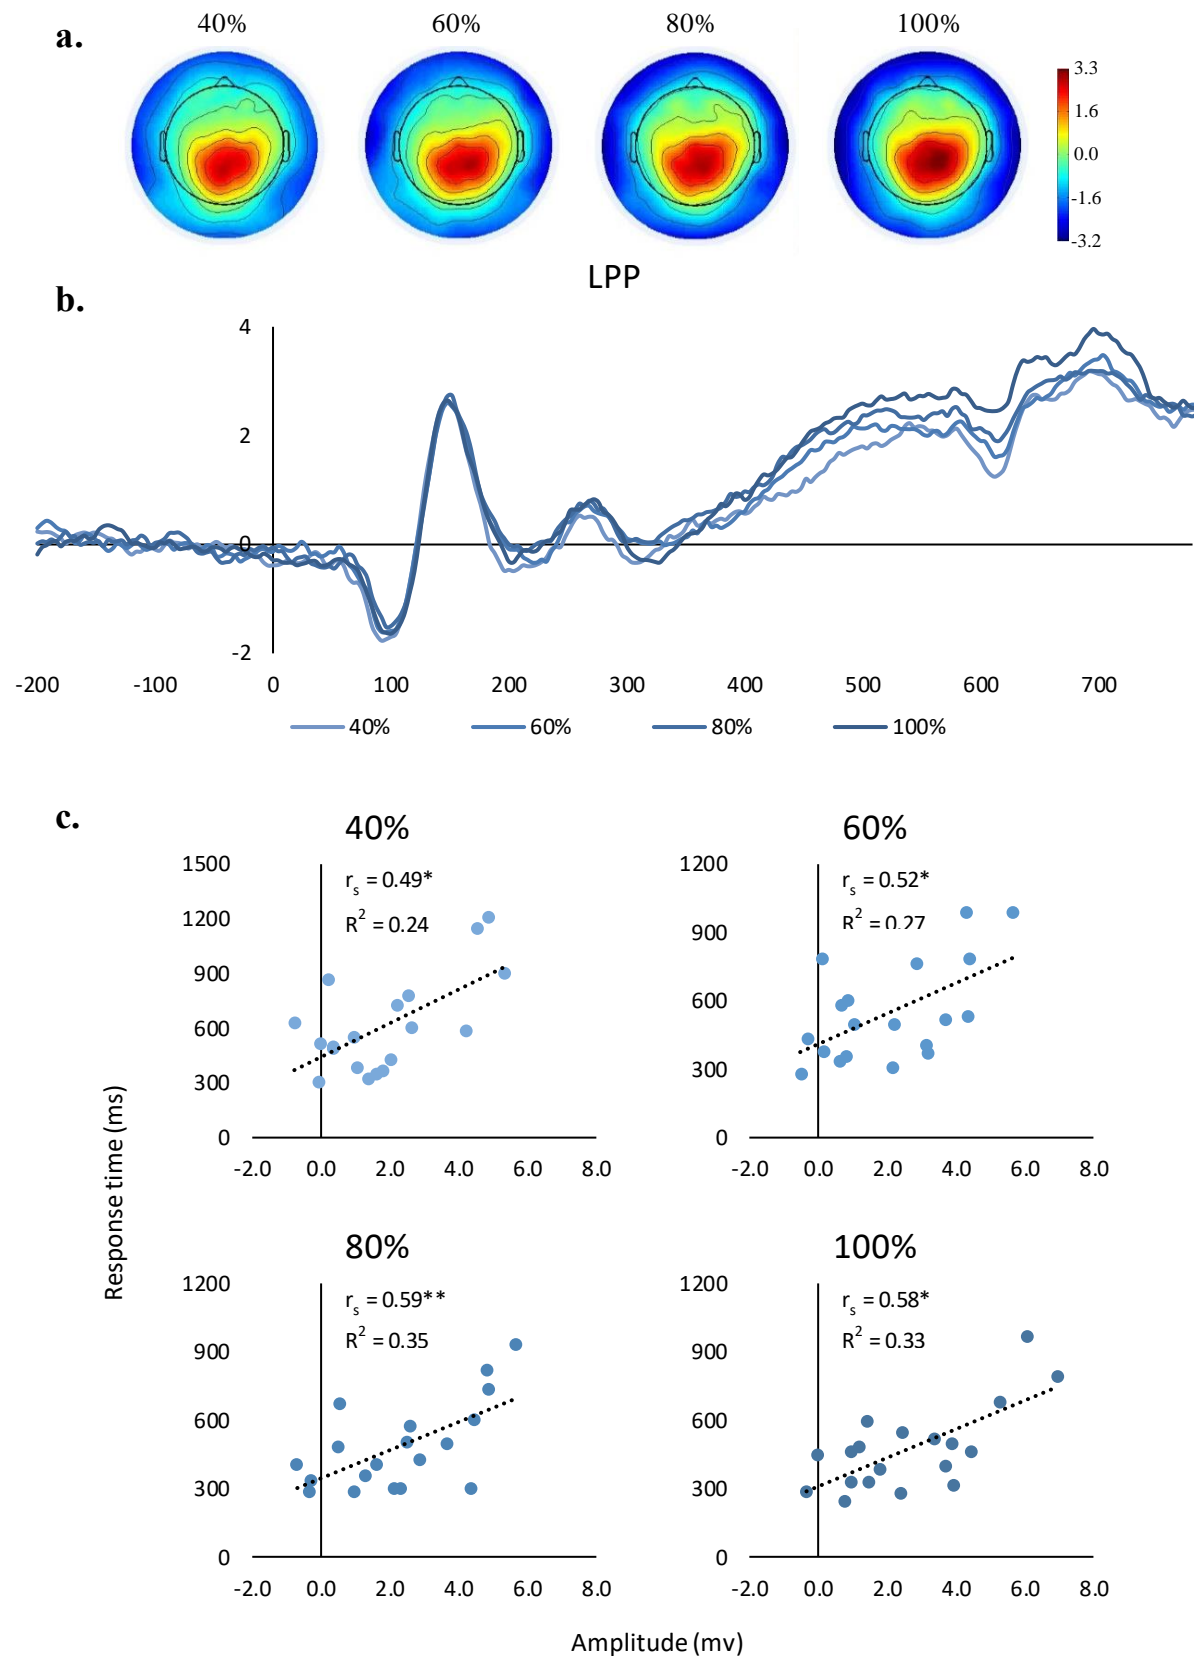 a.
40% 60% 80% 100%
3.3
1.6
0.0
-1.6
-3.2
LPP
b.
4
2
0
-2
-200 -100 0 100 200 300 400 500 600 700
40% 60% 80% 100%
c.
40%
1500
1200
900
600
300
0
r_s = 0.49*
R^2 = 0.24
-2.0 0.0 2.0 4.0 6.0 8.0
60%
1200
900
600
300
0
r_s = 0.52*
R^2 = 0.27
-2.0 0.0 2.0 4.0 6.0 8.0
Response time (ms)
80%
1200
900
600
300
0
r_s = 0.59**
R^2 = 0.35
-2.0 0.0 2.0 4.0 6.0 8.0
100%
1200
900
600
300
0
r_s = 0.58*
R^2 = 0.33
-2.0 0.0 2.0 4.0 6.0 8.0
Amplitude (mv)